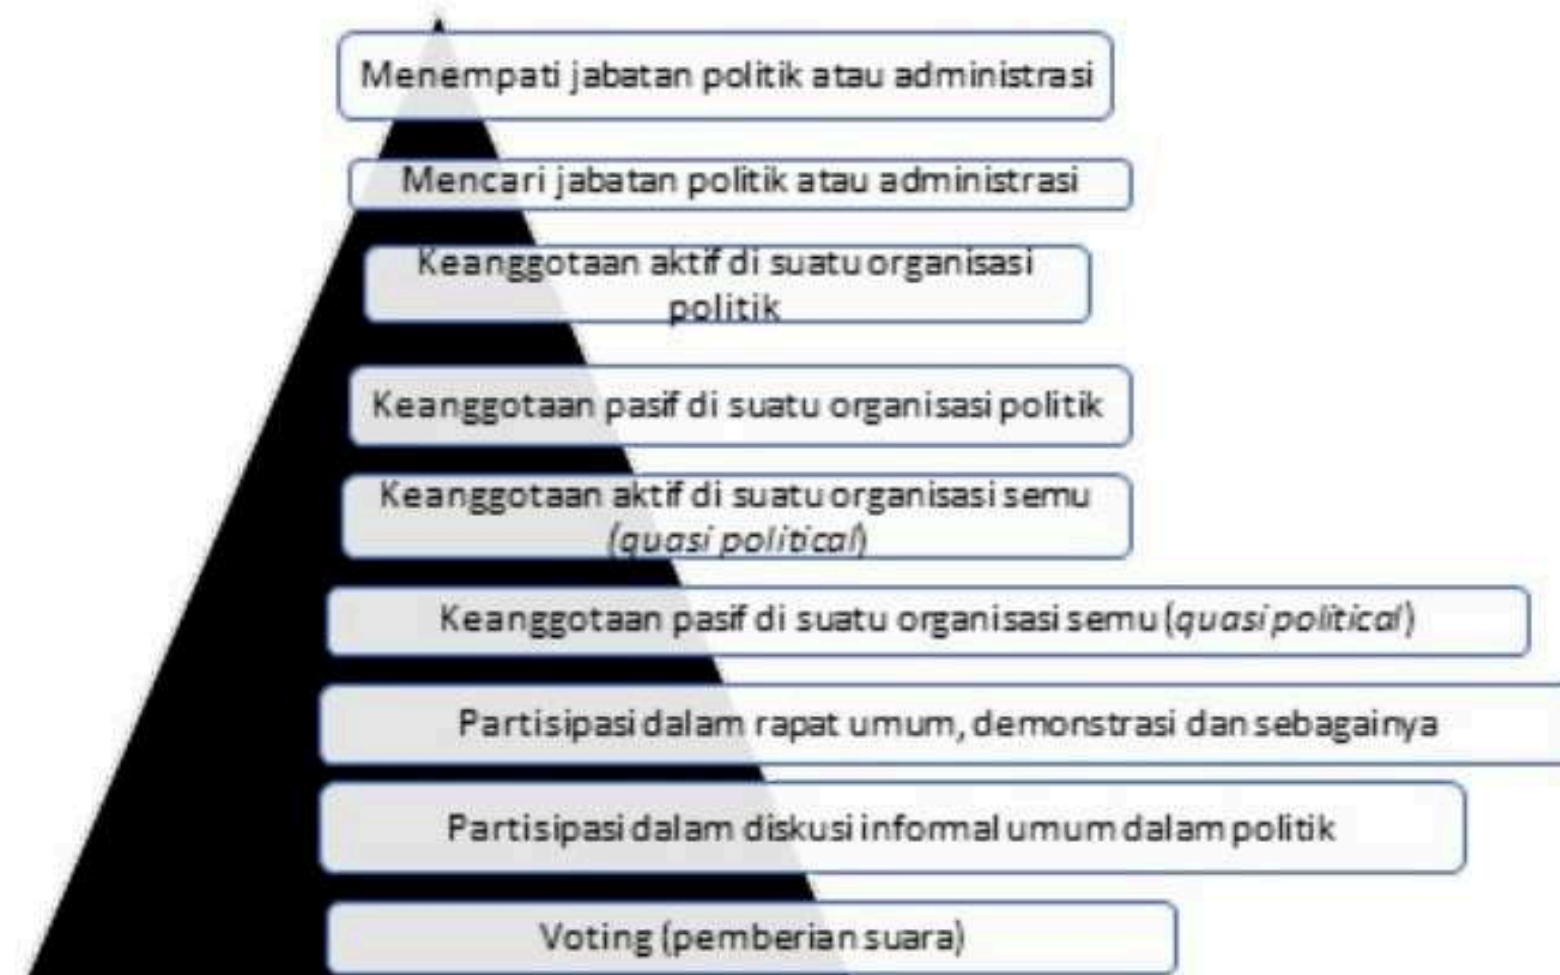 Menempati jabatan politik atau administrasi
Mencari jabatan politik atau administrasi
Keanggotaan aktif di suatu organisasi
politik
Keanggotaan pasif di suatu organisasi politik
Keanggotaan aktif di suatu organisasi semu
(quasi political)
Keanggotaan pasif di suatu organisasi semu (quasi political)
Partisipasi dalam rapat umum, demonstrasi dan sebagainya
Partisipasi dalam diskusi informal umum dalam politik
Voting (pemberian suara)